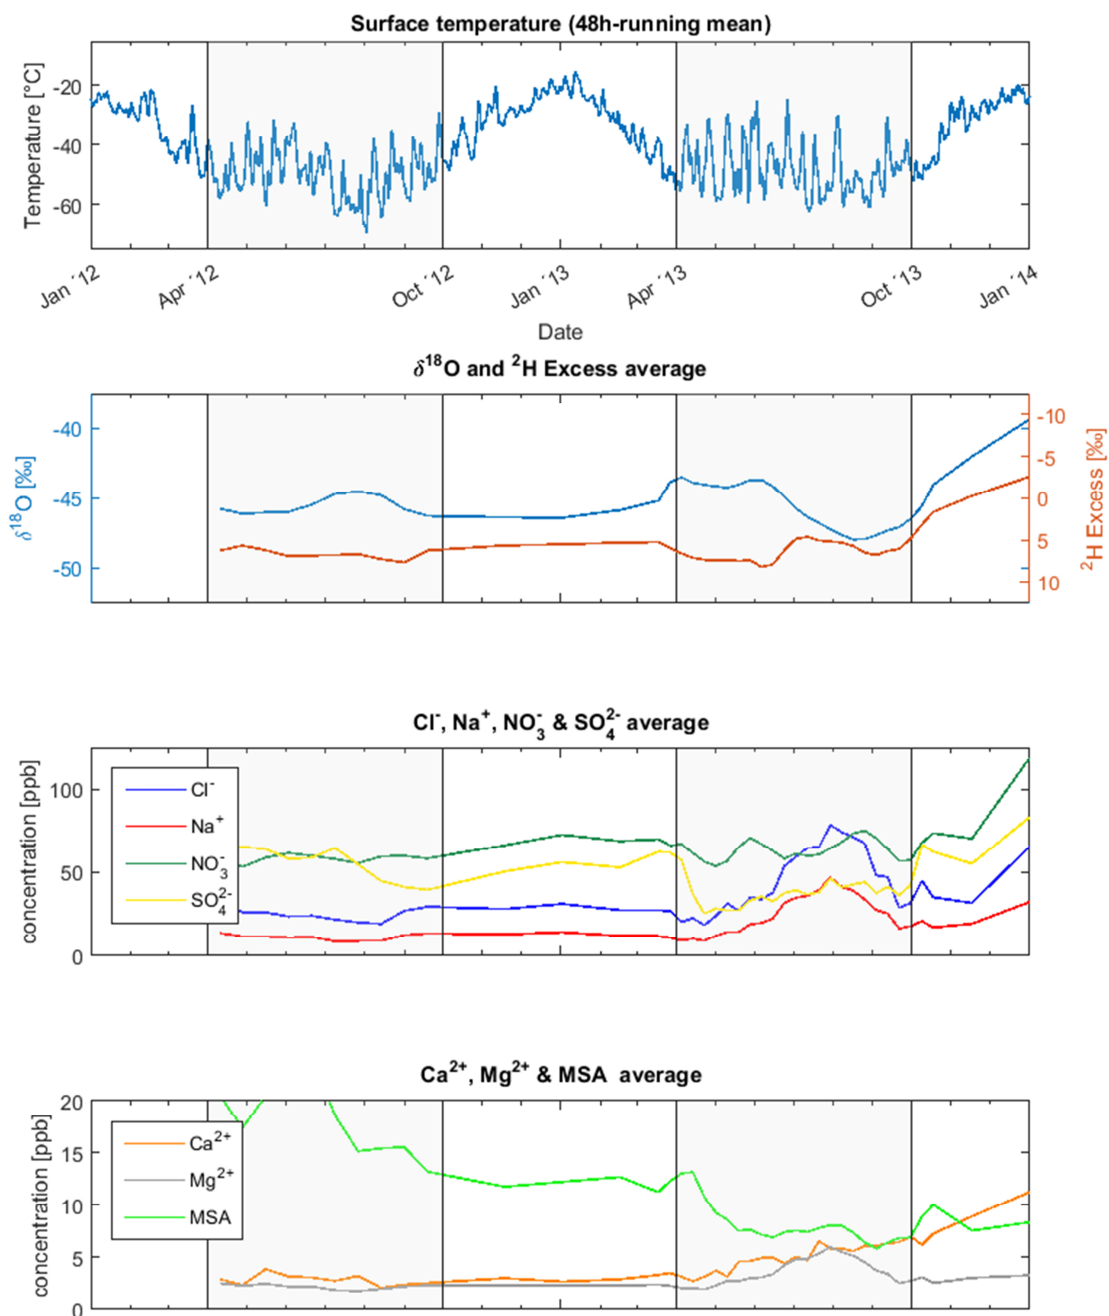 Surface temperature (48h-running mean)
Temperature [°C]
-20
-40
-60
Jan ´12
Apr ´12
Oct ´12
Jan ´13
Apr ´13
Oct ´13
Jan ´14
Date
δ¹⁸O and ²H Excess average
δ¹⁸O [‰]
-40
-45
-50
-10
-5
0
5
10
²H Excess [‰]
Cl⁻, Na⁺, NO₃⁻ & SO₄²⁻ average
concentration [ppb]
100
50
0
Cl⁻
Na⁺
NO₃⁻
SO₄²⁻
Ca²⁺, Mg²⁺ & MSA average
concentration [ppb]
20
15
10
5
0
Ca²⁺
Mg²⁺
MSA